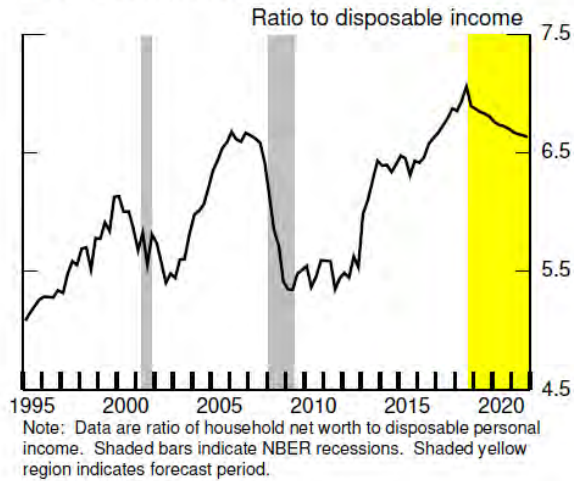 Ratio to disposable income
7.5
6.5
5.5
4.5
1995 2000 2005 2010 2015 2020
Note: Data are ratio of household net worth to disposable personal
income. Shaded bars indicate NBER recessions. Shaded yellow
region indicates forecast period.